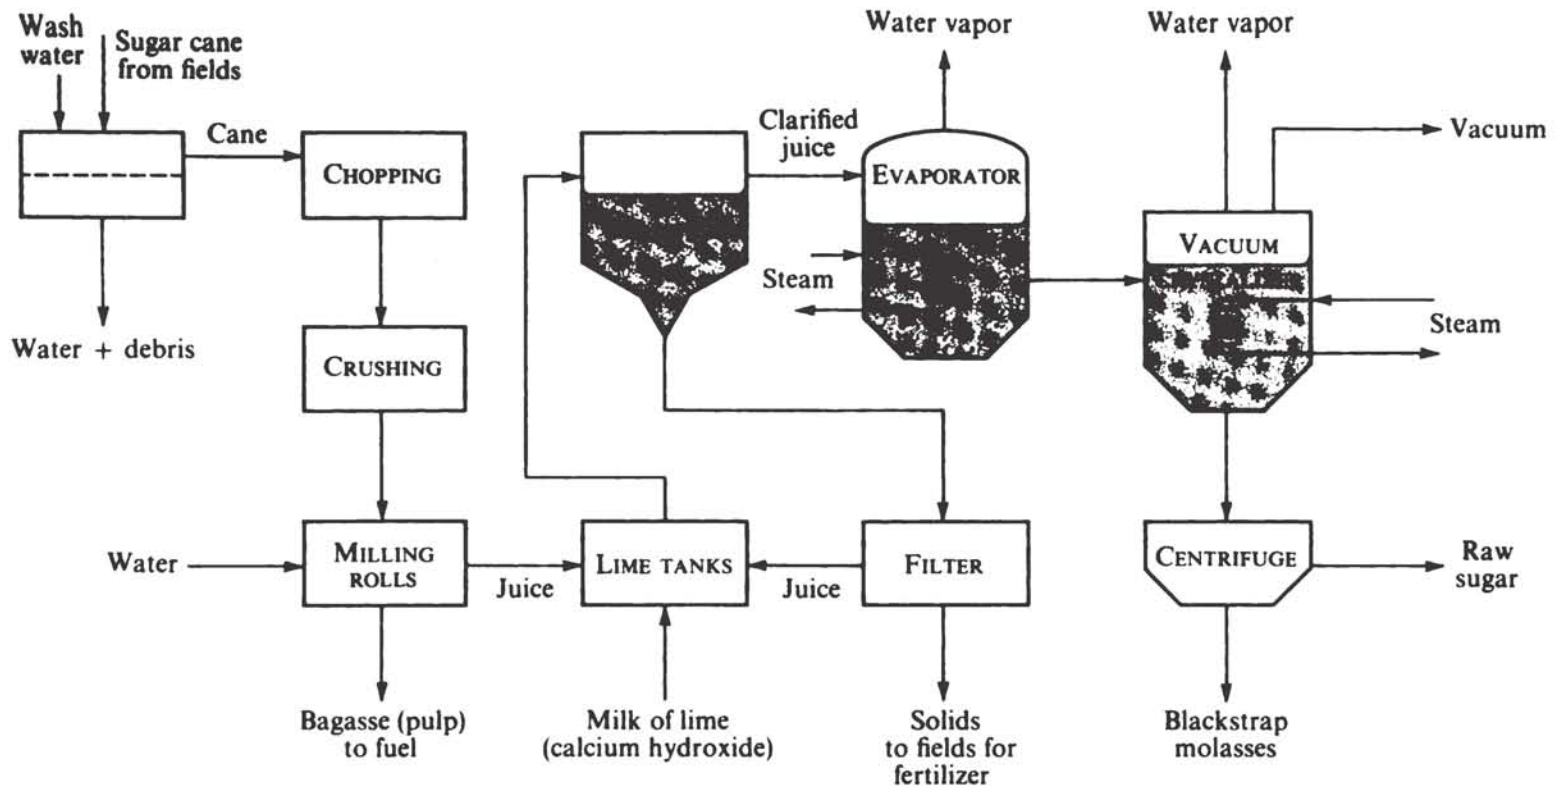 Wash
water
Sugar cane
from fields
Water vapor
Water vapor
Cane
CHOPPING
Clarified
juice
EVAPORATOR
Vacuum
VACUUM
Steam
Steam
Water + debris
CRUSHING
Water
MILLING
ROLLS
Juice
LIME TANKS
Juice
FILTER
CENTRIFUGE
Raw
sugar
Bagasse (pulp)
to fuel
Milk of lime
(calcium hydroxide)
Solids
to fields for
fertilizer
Blackstrap
molasses